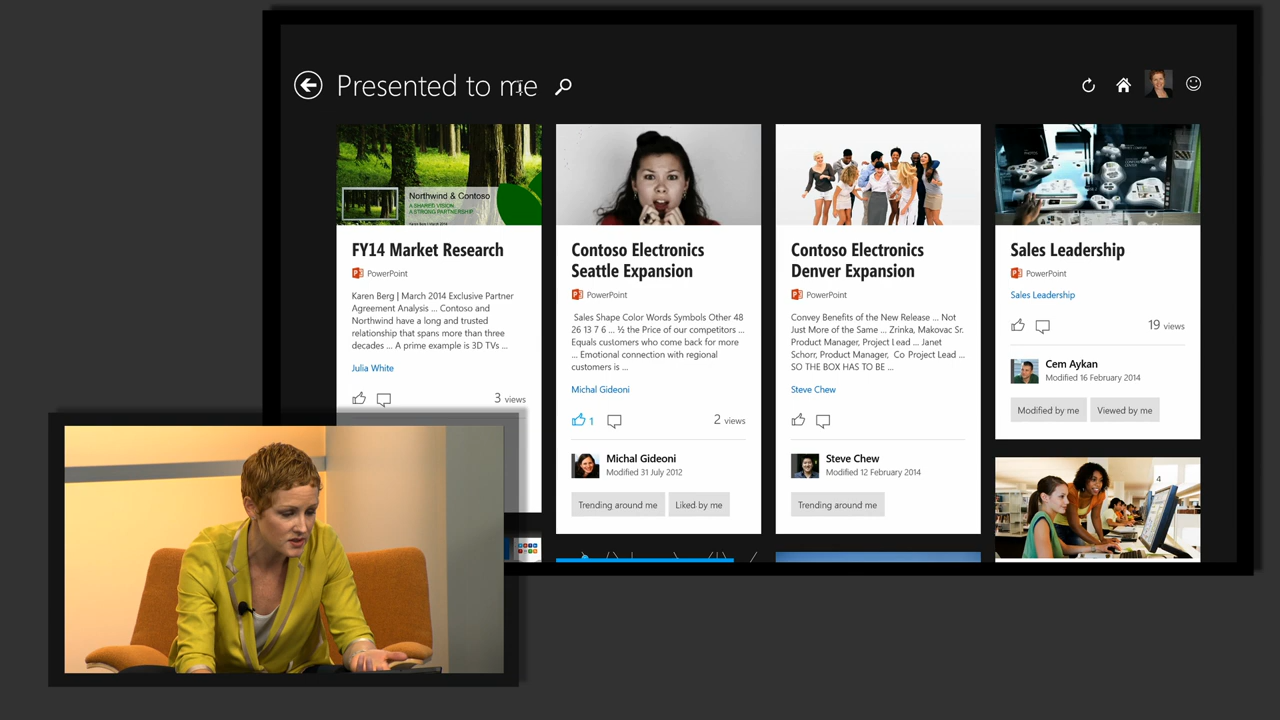 Presented to me
Northwind & Contoso
A SHARED VISION
A STRONG PARTNERSHIP
FY14 Market Research
PowerPoint
Karen Berg | March 2014 Exclusive Partner
Agreement Analysis ... Contoso and
Northwind have a long and trusted
relationship that spans more than three
decades ... A prime example is 3D TVs ...
Julia White
3 views
Contoso Electronics
Seattle Expansion
PowerPoint
Sales Shape Color Words Symbols Other 48
26 13 7 6 ... ½ the Price of our competitors ...
Equals customers who come back for more
... Emotional connection with regional
customers is ...
Michal Gideoni
1
2 views
Michal Gideoni
Modified 31 July 2012
Trending around me
Liked by me
Contoso Electronics
Denver Expansion
PowerPoint
Convey Benefits of the New Release ... Not
Just More of the Same ... Zrinka, Makovac Sr.
Product Manager, Project Lead ... Janet
Schorr, Product Manager, Co Project Lead ...
SO THE BOX HAS TO BE ...
Steve Chew
Steve Chew
Modified 12 February 2014
Trending around me
Sales Leadership
PowerPoint
Sales Leadership
19 views
Cem Aykan
Modified 16 February 2014
Modified by me
Viewed by me
4